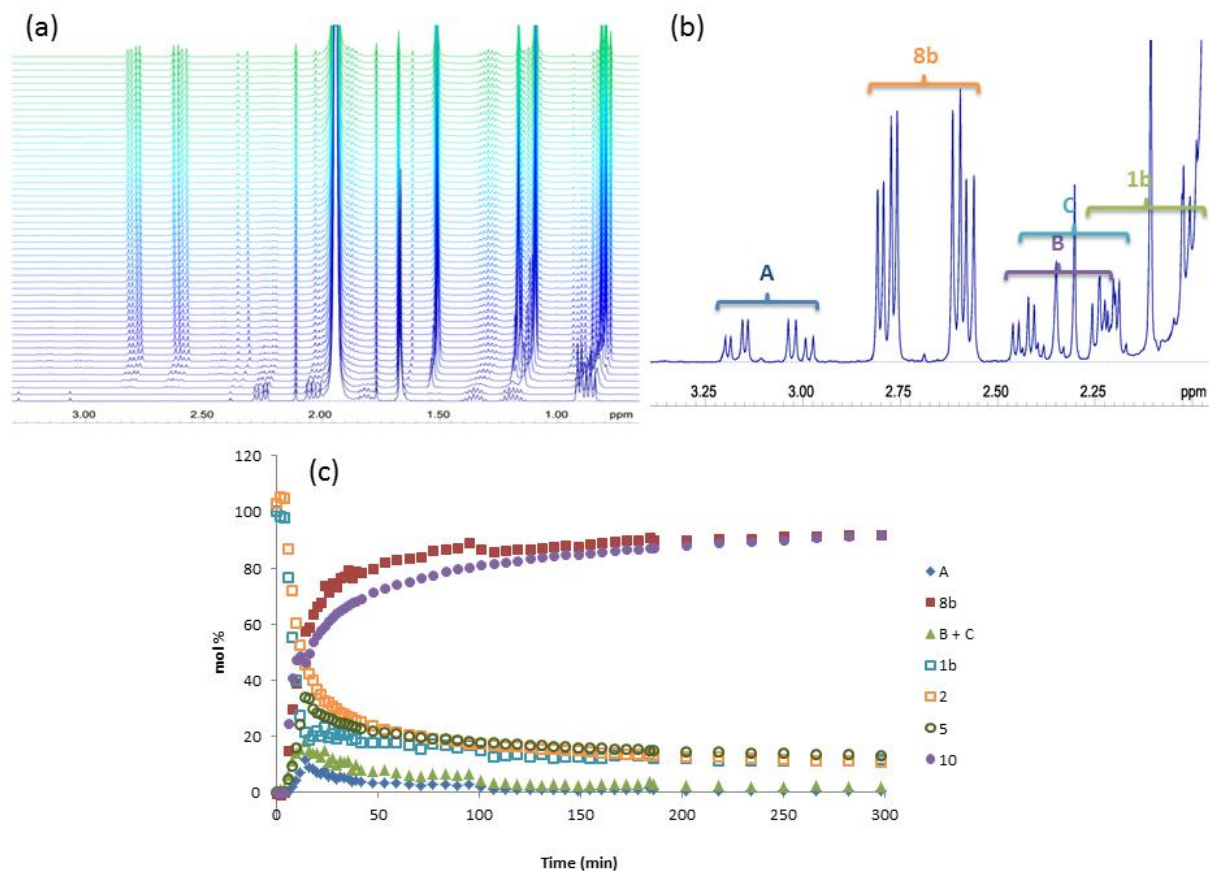 (a)
3.00 2.50 2.00 1.50 1.00 ppm
(b)
8b
1b
C
B
A
3.25 3.00 2.75 2.50 2.25 ppm
(c)
120
100
80
60
40
20
0
mol %
0 50 100 150 200 250 300
Time (min)
A
8b
B + C
1b
2
5
10